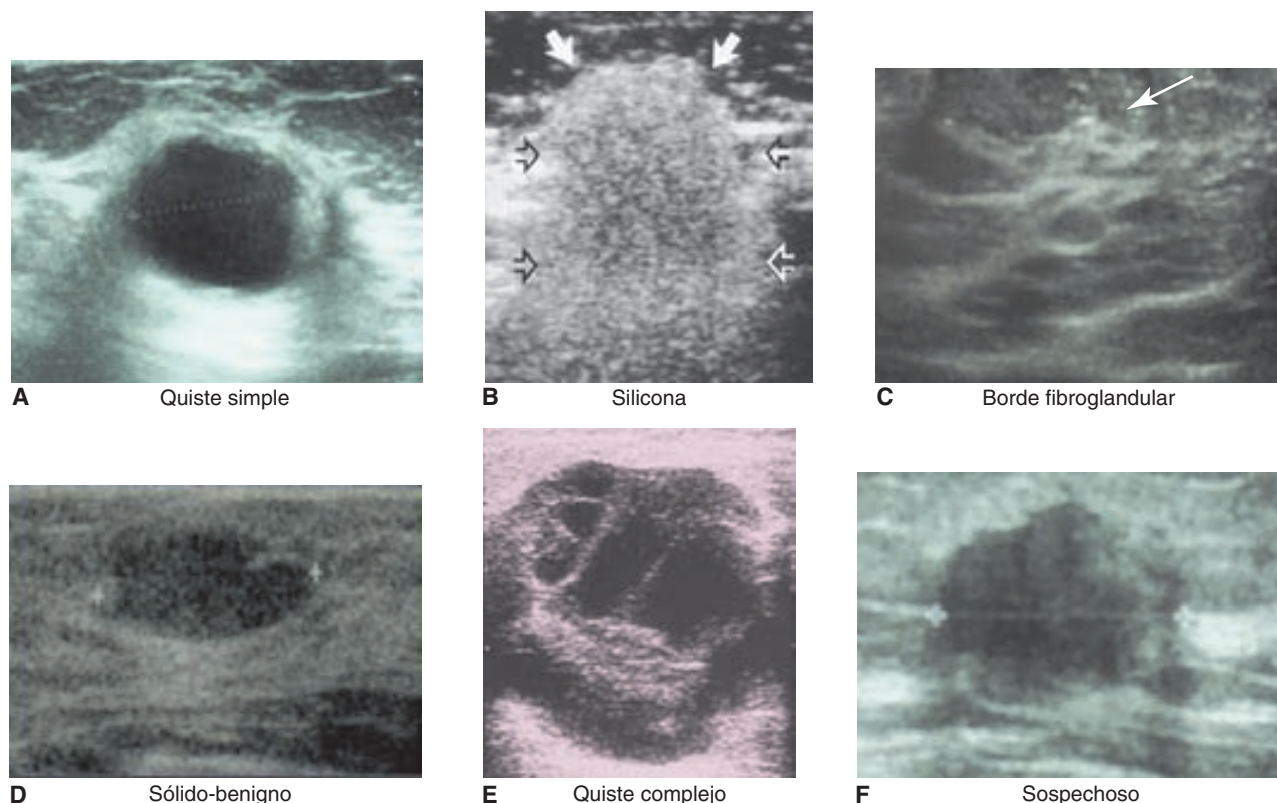 A Quiste simple
B Silicona
C Borde fibroglandular
D Sólido-benigno
E Quiste complejo
F Sospechoso